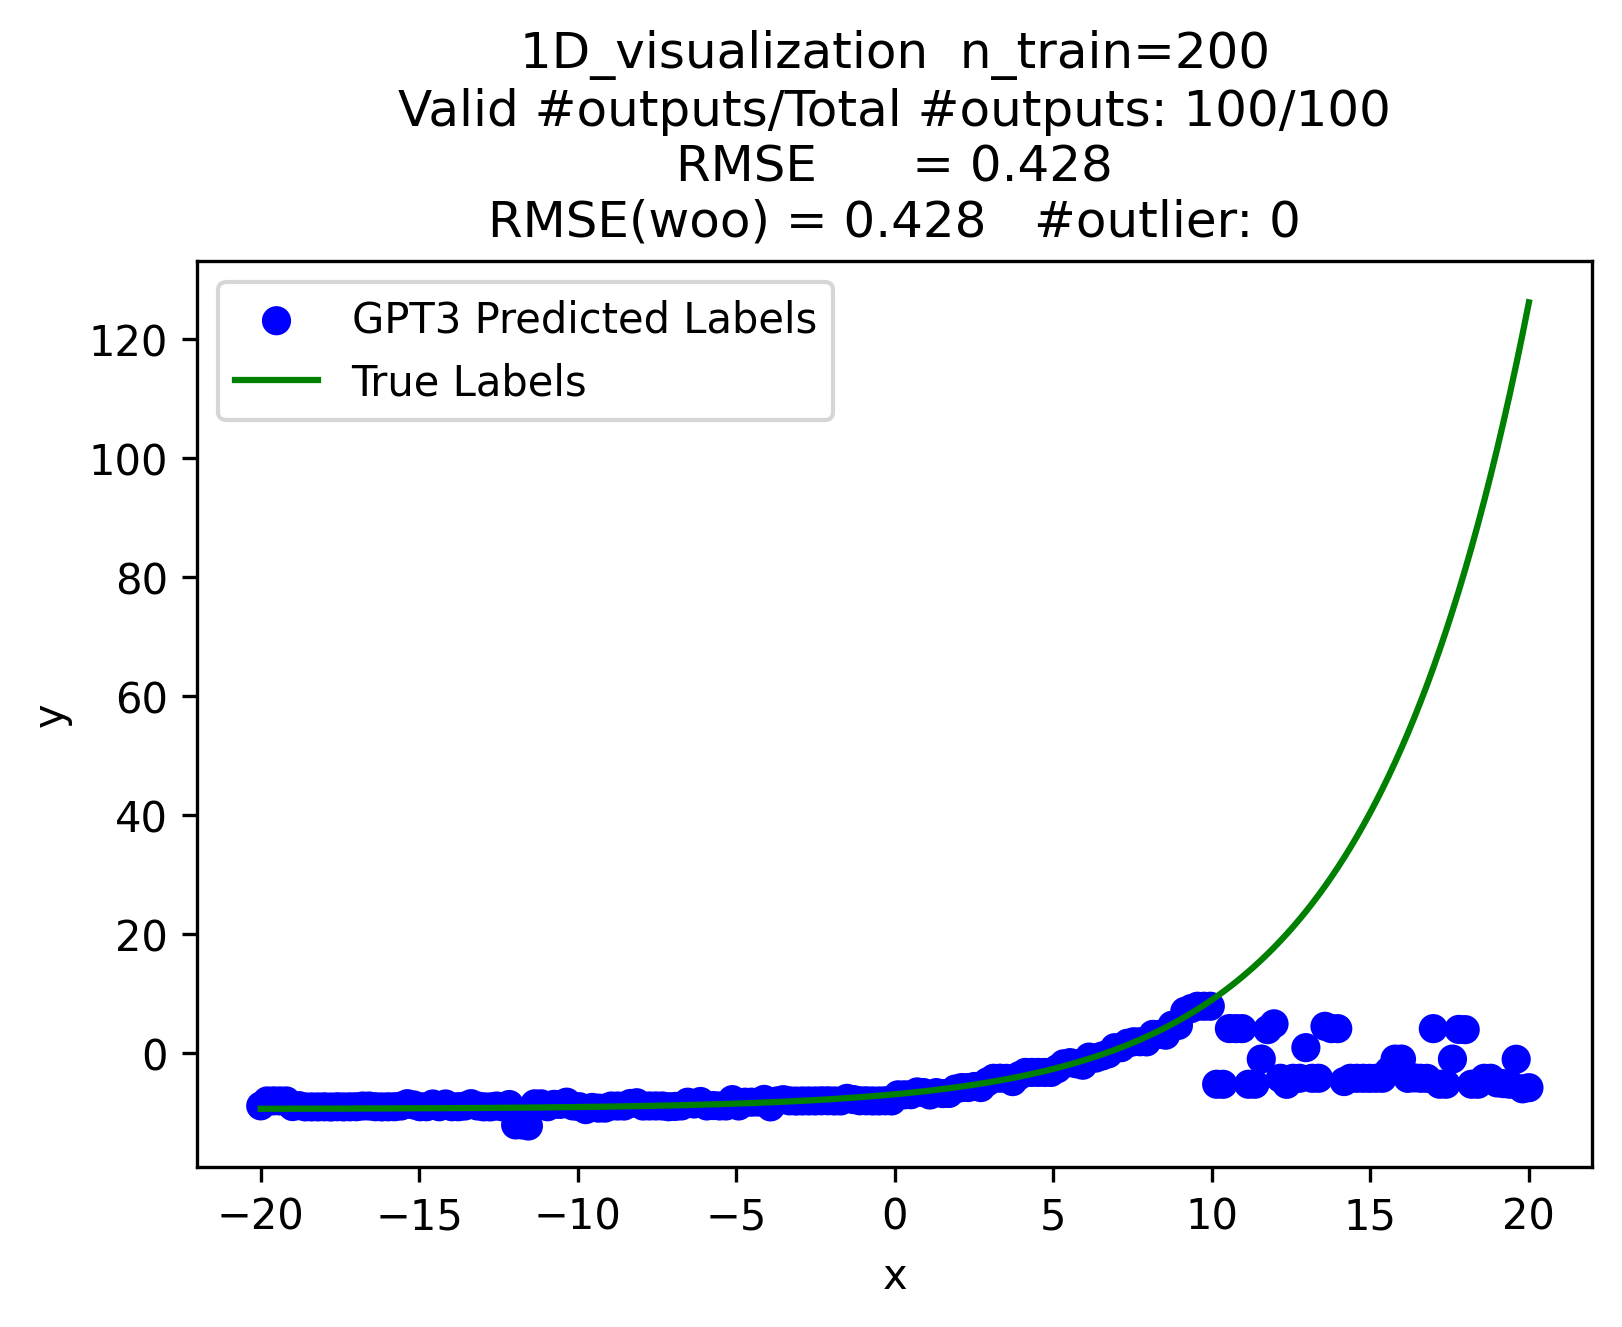 1D_visualization  n_train=200
Valid #outputs/Total #outputs: 100/100
RMSE      = 0.428
RMSE(woo) = 0.428   #outlier: 0
GPT3 Predicted Labels
True Labels
120
100
80
60
40
20
0
y
−20 −15 −10 −5 0 5 10 15 20
x